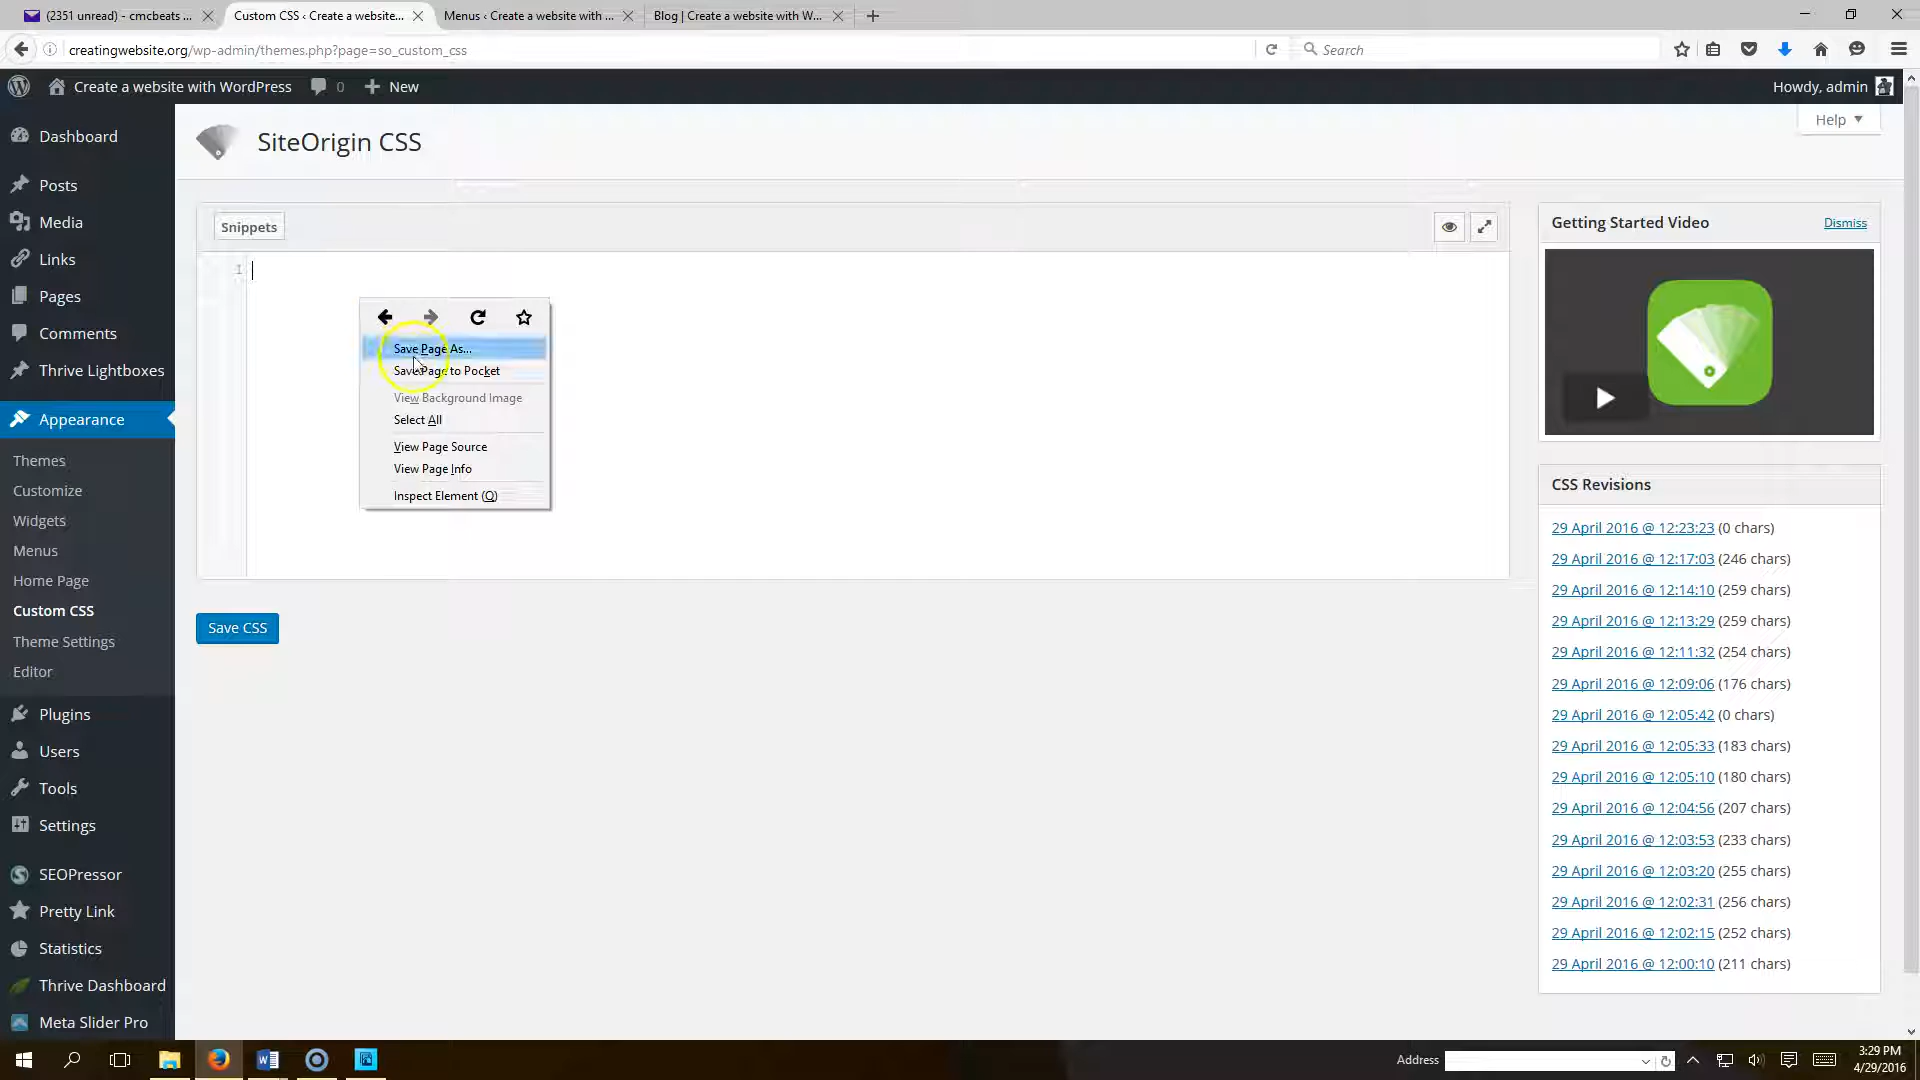 (2351 unread) - cmcbeats ...
Custom CSS ‹ Create a website...
Menus ‹ Create a website with ...
Blog | Create a website with W...
creatingwebsite.org/wp-admin/themes.php?page=so_custom_css
Search
Create a website with WordPress
0
New
Howdy, admin
Help
Dashboard
Posts
Media
Links
Pages
Comments
Thrive Lightboxes
Appearance
Themes
Customize
Widgets
Menus
Home Page
Custom CSS
Theme Settings
Editor
Plugins
Users
Tools
Settings
SEOPressor
Pretty Link
Statistics
Thrive Dashboard
Meta Slider Pro
SiteOrigin CSS
Snippets
1
Save Page As...
Save Page to Pocket
View Background Image
Select All
View Page Source
View Page Info
Inspect Element (Q)
Save CSS
Getting Started Video
Dismiss
CSS Revisions
29 April 2016 @ 12:23:23 (0 chars)
29 April 2016 @ 12:17:03 (246 chars)
29 April 2016 @ 12:14:10 (259 chars)
29 April 2016 @ 12:13:29 (259 chars)
29 April 2016 @ 12:11:32 (254 chars)
29 April 2016 @ 12:09:06 (176 chars)
29 April 2016 @ 12:05:42 (0 chars)
29 April 2016 @ 12:05:33 (183 chars)
29 April 2016 @ 12:05:10 (180 chars)
29 April 2016 @ 12:04:56 (207 chars)
29 April 2016 @ 12:03:53 (233 chars)
29 April 2016 @ 12:03:20 (255 chars)
29 April 2016 @ 12:02:31 (256 chars)
29 April 2016 @ 12:02:15 (252 chars)
29 April 2016 @ 12:00:10 (211 chars)
Address
3:29 PM
4/29/2016